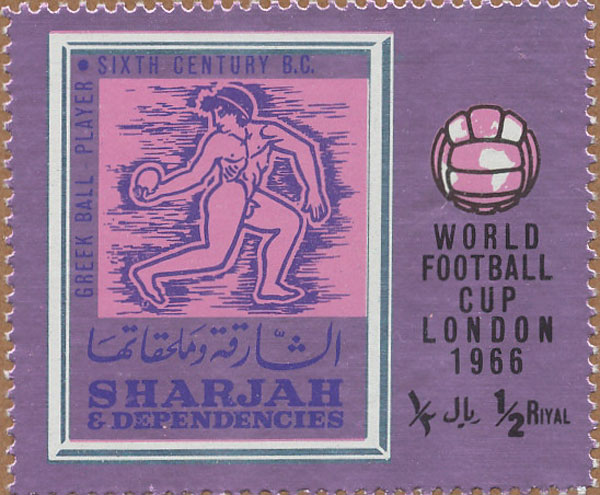 GREEK BALL - PLAYER • SIXTH CENTURY B.C.
الشارقة وملحقاتها
SHARJAH
& DEPENDENCIES
WORLD
FOOTBALL
CUP
LONDON
1966
١/٢ ريال 1/2 RIYAL